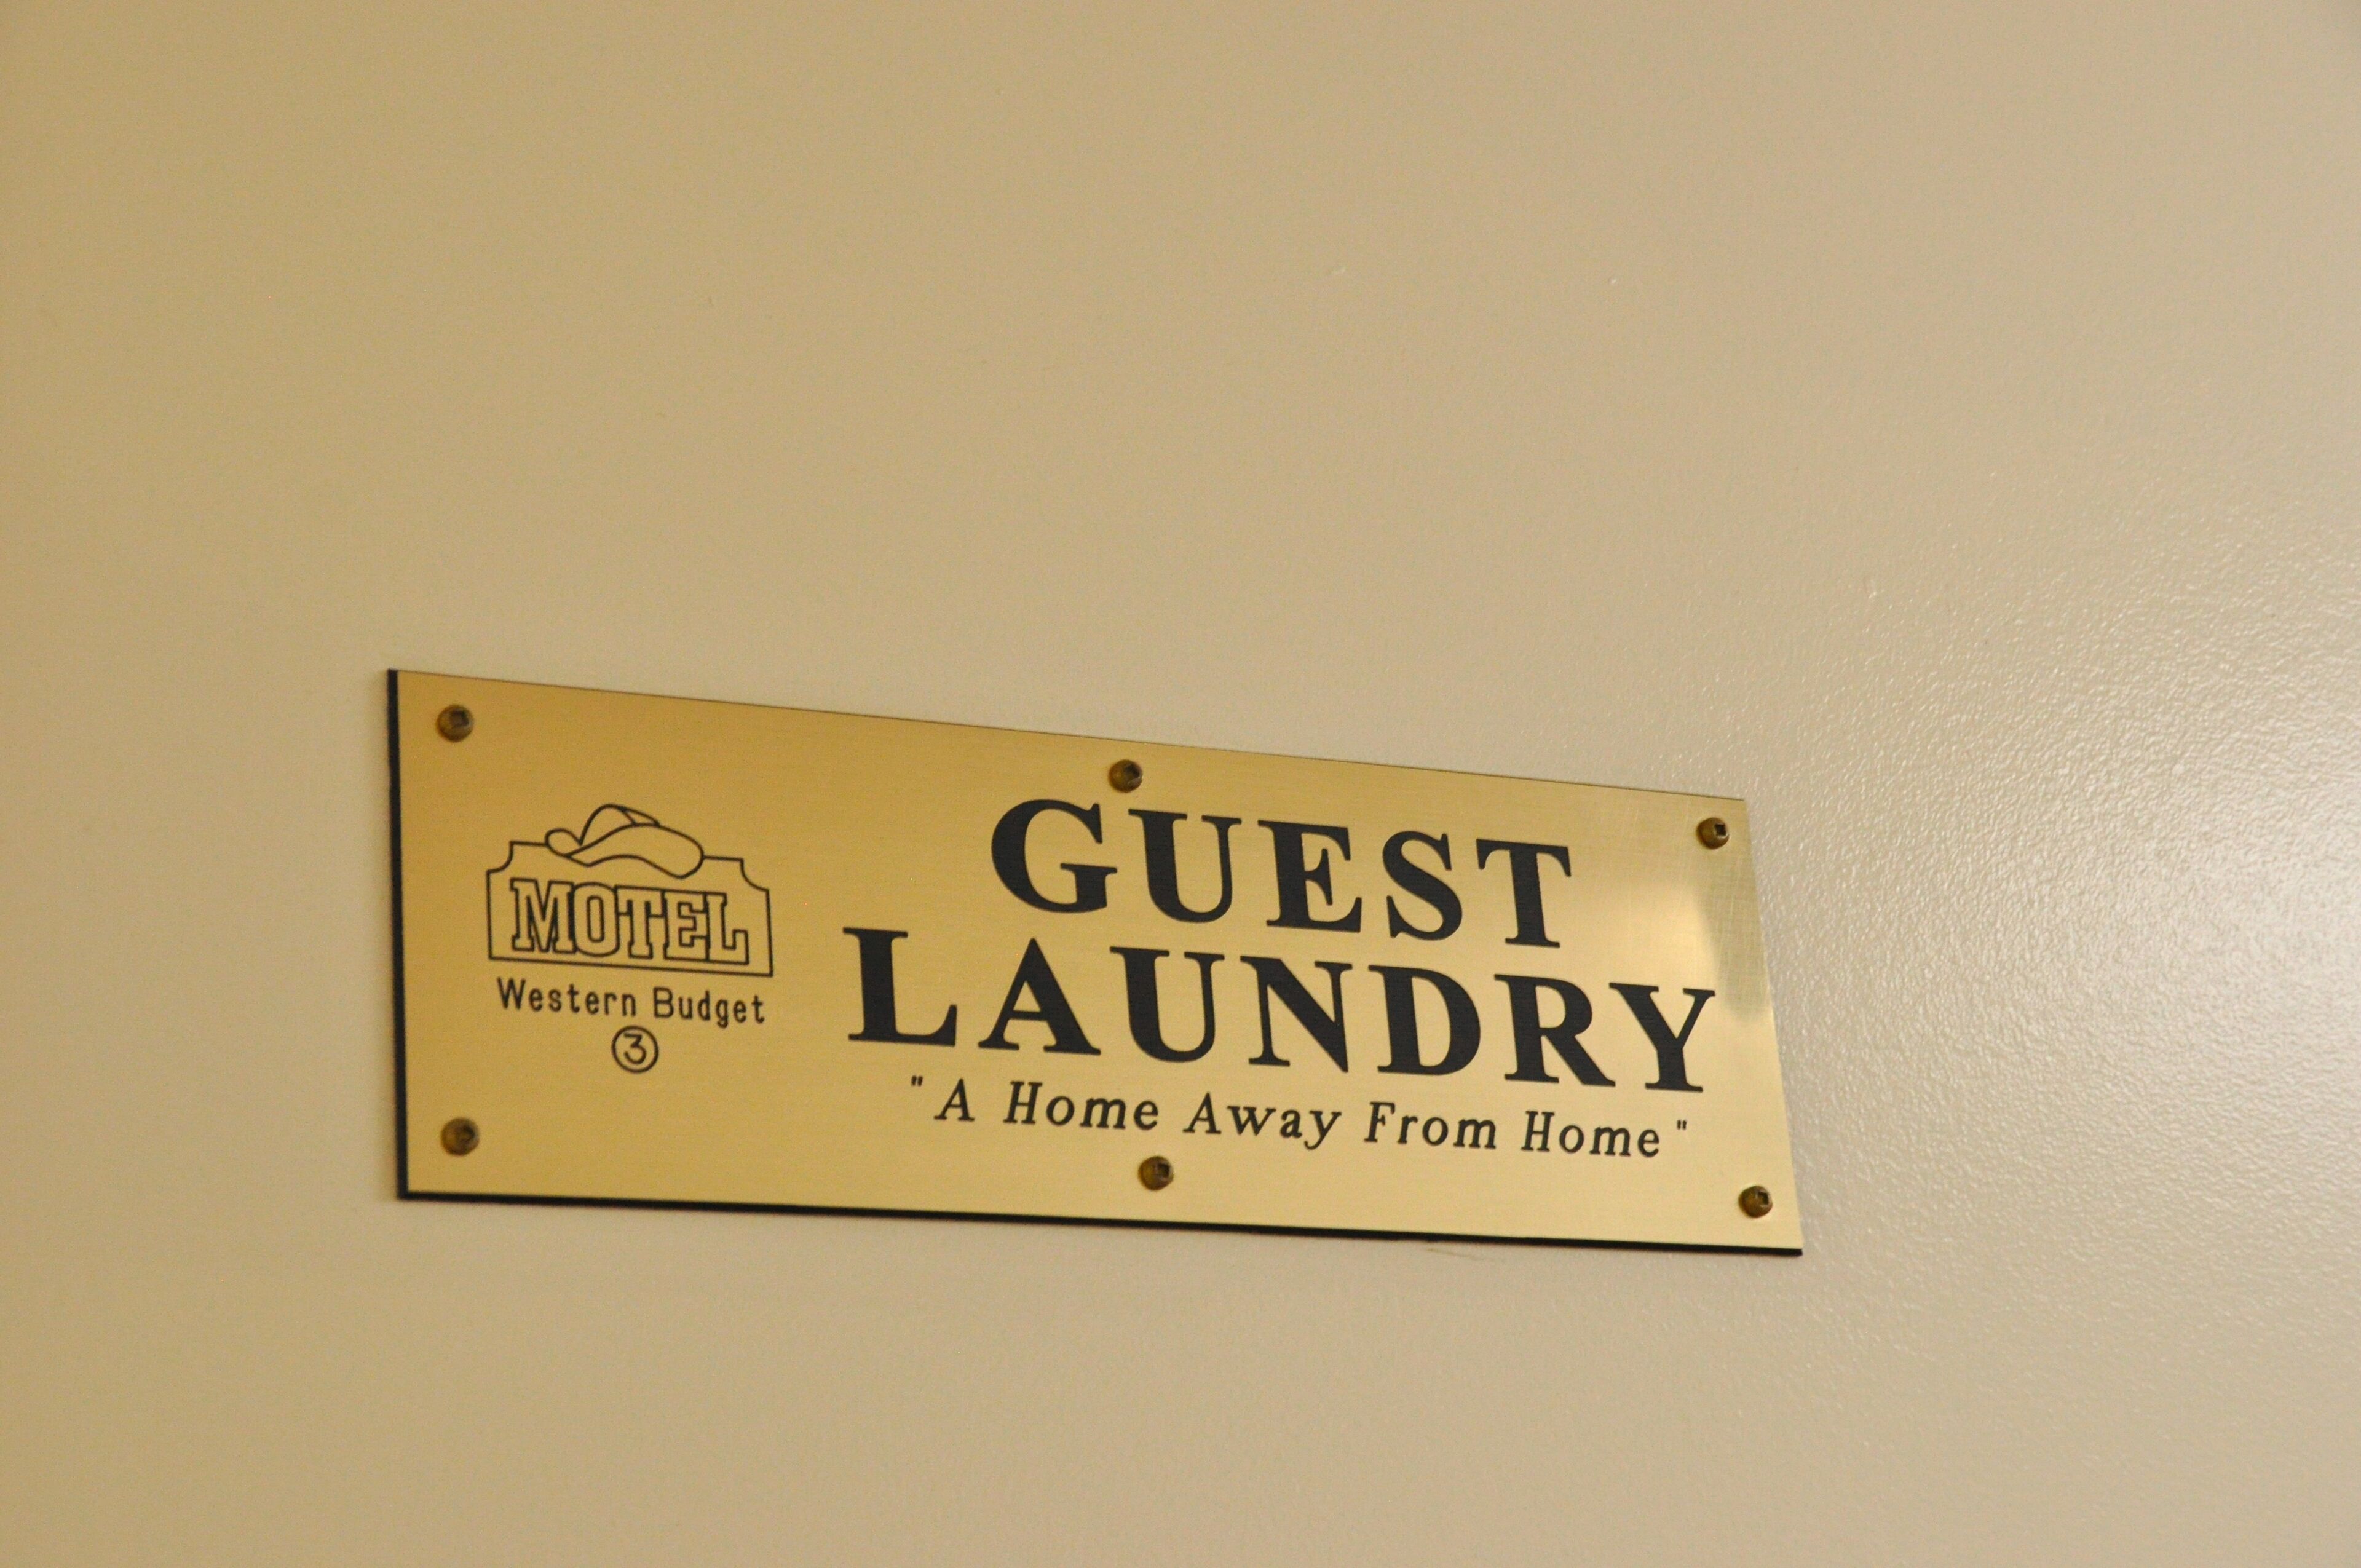 MOTEL
Western Budget
③
GUEST
LAUNDRY
"A Home Away From Home"